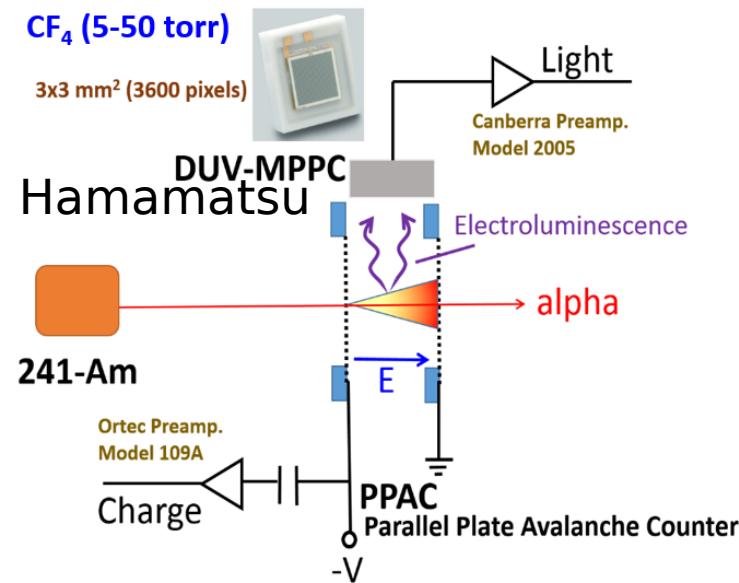 CF4 (5-50 torr)
3x3 mm² (3600 pixels)
Light
Canberra Preamp.
Model 2005
DUV-MPPC
Hamamatsu
Electroluminescence
alpha
241-Am
E
Ortec Preamp.
Model 109A
Charge
PPAC
Parallel Plate Avalanche Counter
-V